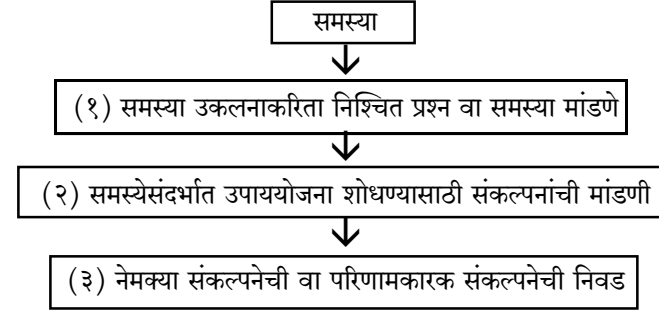 समस्या
(१) समस्या उकलनाकरिता निश्चित प्रश्न वा समस्या मांडणे
(२) समस्येसंदर्भात उपाययोजना शोधण्यासाठी संकल्पनांची मांडणी
(३) नेमक्या संकल्पनेची वा परिणामकारक संकल्पनेची निवड